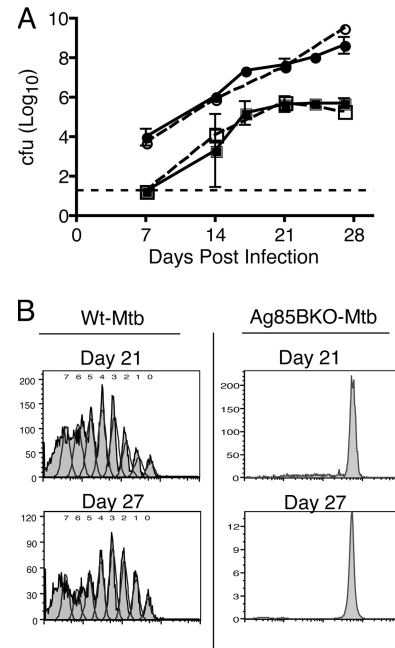 A
cfu (Log10)
10
8
6
4
2
0
0 7 14 21 28
Days Post Infection
B
Wt-Mtb
Ag85BKO-Mtb
Day 21
Day 21
7 6 5 4 3 2 1 0
200
150
100
50
0
200
150
100
50
0
Day 27
Day 27
7 6 5 4 3 2 1 0
120
90
60
30
0
12
9
6
3
0